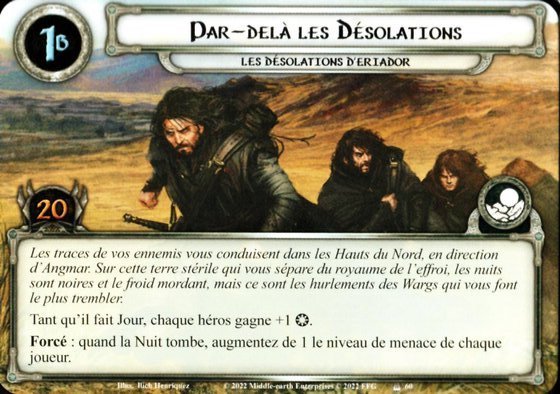 1B
PAR-DELÀ LES DÉSOLATIONS
LES DÉSOLATIONS D'ERIADOR
20
Les traces de vos ennemis vous conduisent dans les Hauts du Nord, en direction
d'Angmar. Sur cette terre stérile qui vous sépare du royaume de l'effroi, les nuits
sont noires et le froid mordant, mais ce sont les hurlements des Wargs qui vous font
le plus trembler.
Tant qu'il fait Jour, chaque héros gagne +1 .
Forcé : quand la Nuit tombe, augmentez de 1 le niveau de menace de chaque
joueur.
Illus. Rich Henriquez © 2022 Middle-earth Enterprises © 2022 FFG 60